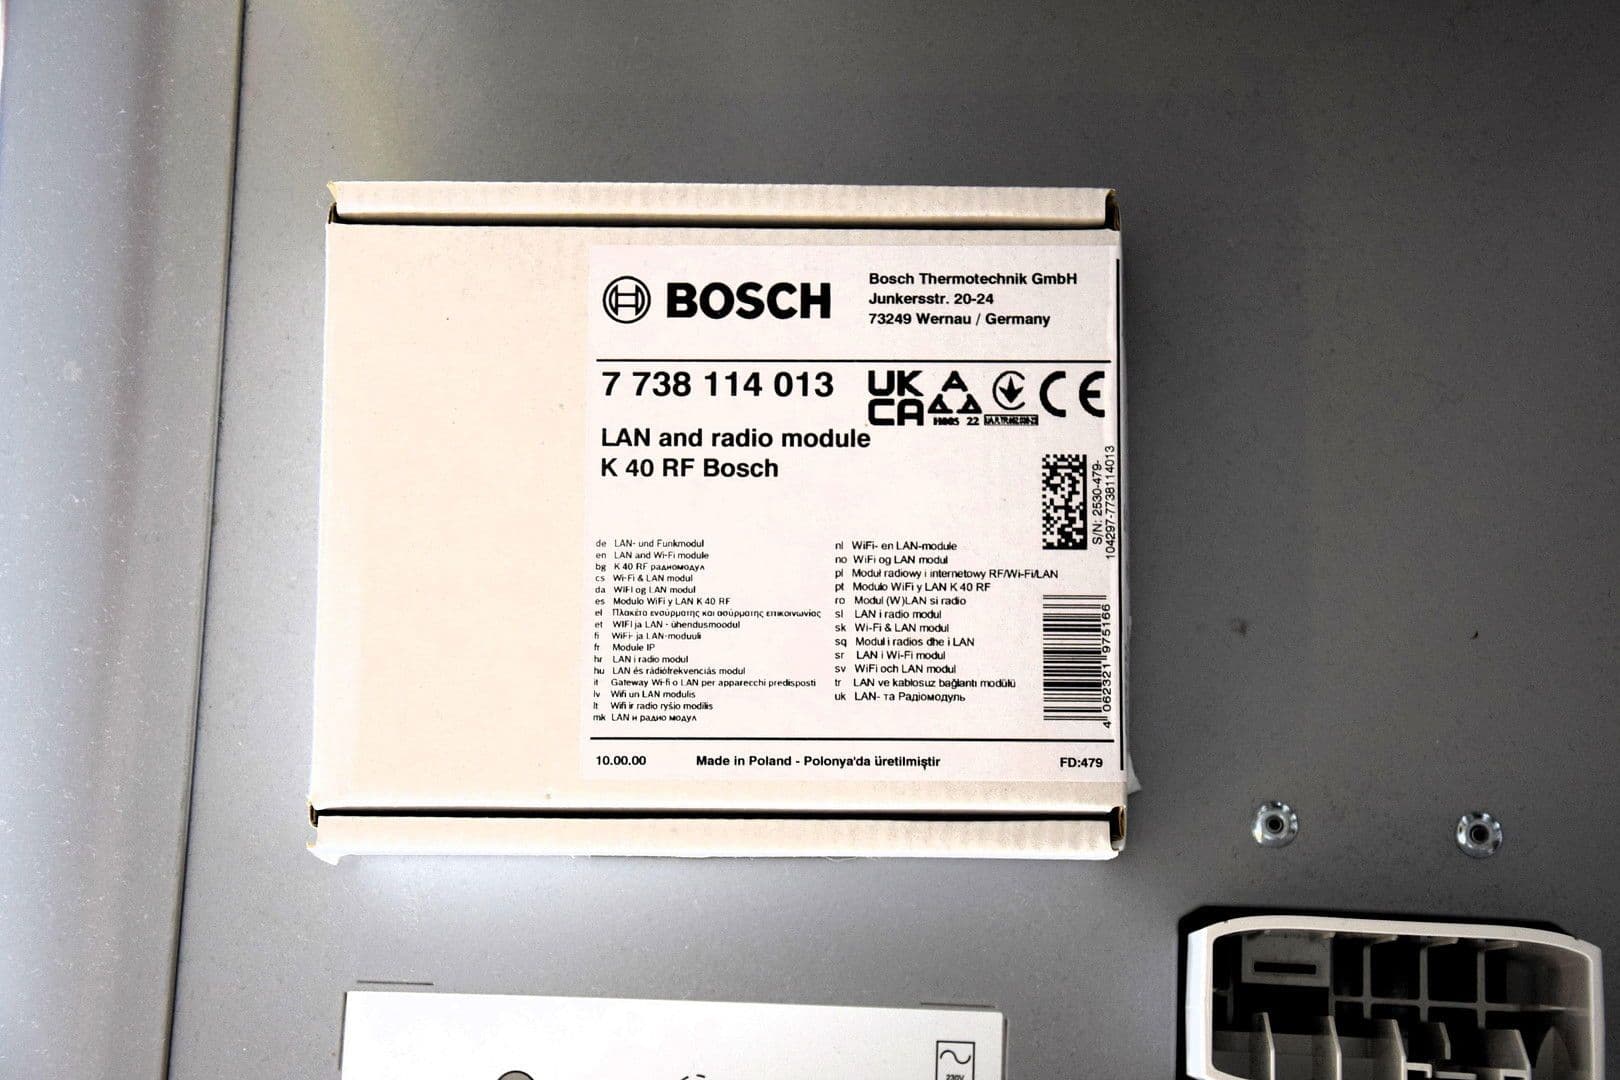 BOSCH
Bosch Thermotechnik GmbH
Junkersstr. 20-24
73249 Wernau / Germany
7 738 114 013
UK
CA
H005 22
CE
LAN and radio module
K 40 RF Bosch
S/N: 2530-479-
104297-7738114013
de LAN- und Funkmodul
en LAN and Wi-Fi module
bg K 40 RF радиомодул
cs Wi-Fi & LAN modul
da WIFI og LAN modul
es Modulo WiFi y LAN K 40 RF
el Πλακέτα ενσύρματης και ασύρματης επικοινωνίας
et WIFI ja LAN - ühendusmoodul
fi WiFi- ja LAN-moduuli
fr Module IP
hr LAN i radio modul
hu LAN és rádiófrekvenciás modul
it Gateway Wi-fi o LAN per apparecchi predisposti
lv Wifi un LAN modulis
lt Wifi ir radio ryšio modilis
mk LAN и радио модул
nl WiFi- en LAN-module
no WiFi og LAN modul
pl Moduł radiowy i internetowy RF/Wi-Fi/LAN
pt Modulo WiFi y LAN K 40 RF
ro Modul (W)LAN si radio
sl LAN i radio modul
sk Wi-Fi & LAN modul
sq Modul i radios dhe i LAN
sr LAN i Wi-Fi modul
sv WiFi och LAN modul
tr LAN ve kablosuz bağlantı modülü
uk LAN- та Радіомодуль
4 062321 975166
10.00.00
Made in Poland - Polonya'da üretilmiştir
FD:479
230V